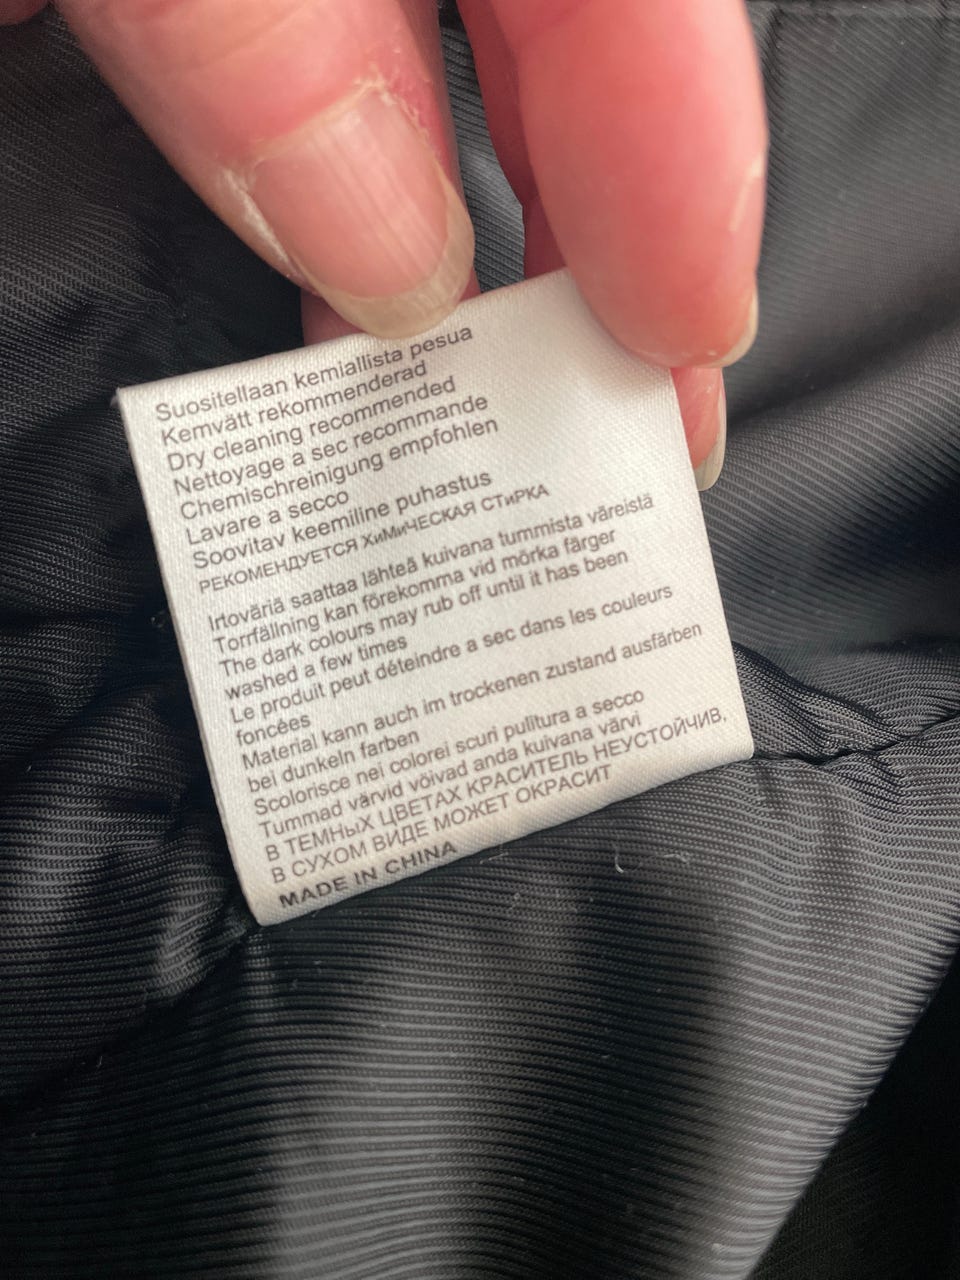 Suositellaan kemiallista pesua
Kemvätt rekommenderad
Dry cleaning recommended
Nettoyage a sec recommande
Chemischreinigung empfohlen
Lavare a secco
Soovitav keemiline puhastus
РЕКОМЕНДУЕТСЯ ХиМиЧЕСКАЯ СТиРКА
Irtoväriä saattaa lähteä kuivana tummista väreistä
Torrfällning kan förekomma vid mörka färger
The dark colours may rub off until it has been
washed a few times
Le produit peut déteindre a sec dans les couleurs
foncées
Material kann auch im trockenen zustand ausfärben
bei dunkeln farben
Scolorisce nei colorei scuri pulitura a secco
Tummad värvid võivad anda kuivana värvi
В ТЕМНЫХ ЦВЕТАХ КРАСИТЕЛЬ НЕУСТОЙЧИВ,
В СУХОМ ВИДЕ МОЖЕТ ОКРАСИТ
MADE IN CHINA